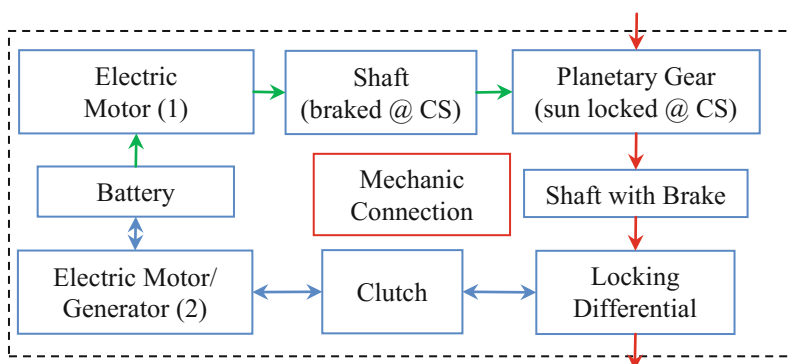 Electric
Motor (1)
Shaft
(braked @ CS)
Planetary Gear
(sun locked @ CS)
Battery
Mechanic
Connection
Shaft with Brake
Electric Motor/
Generator (2)
Clutch
Locking
Differential